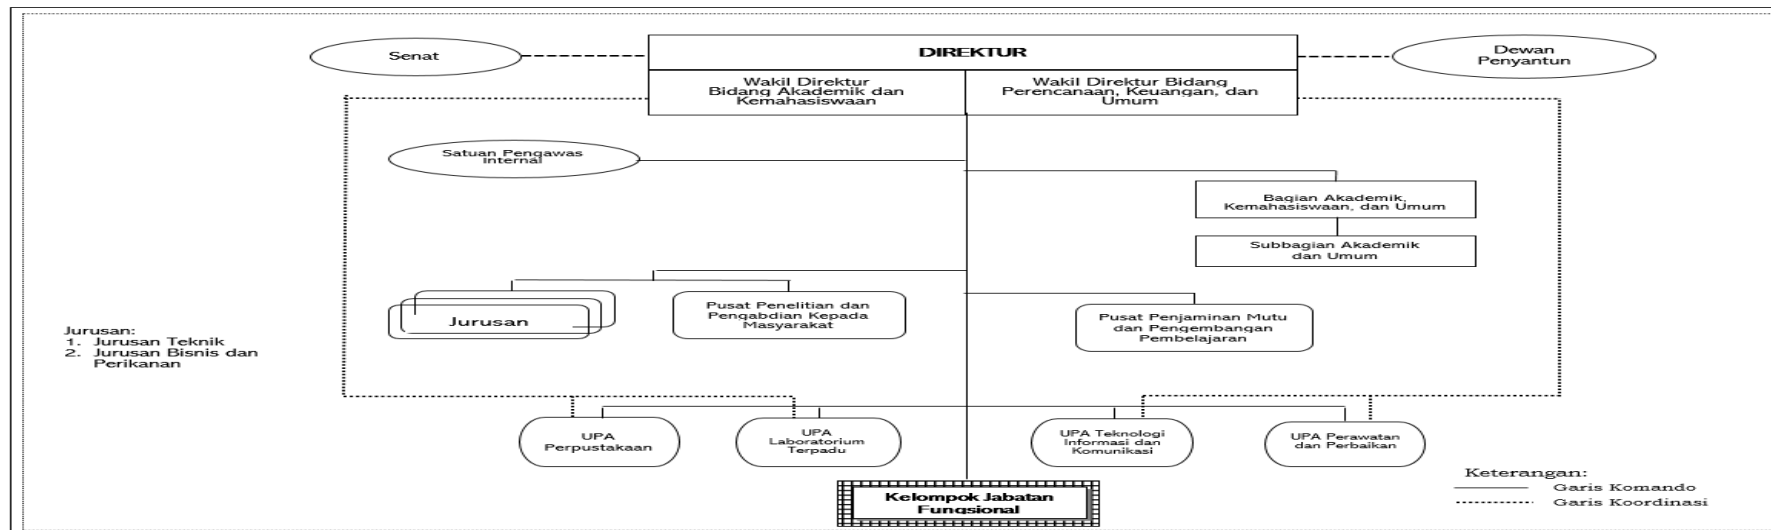 Senat
DIREKTUR
Dewan
Penyantun
Wakil Direktur
Bidang Akademik dan
Kemahasiswaan
Wakil Direktur Bidang
Perencanaan, Keuangan, dan
Umum
Satuan Pengawas
Internal
Bagian Akademik,
Kemahasiswaan, dan Umum
Subbagian Akademik
dan Umum
Jurusan
Pusat Penelitian dan
Pengabdian Kepada
Masyarakat
Pusat Penjaminan Mutu
dan Pengembangan
Pembelajaran
Jurusan:
1. Jurusan Teknik
2. Jurusan Bisnis dan
Perikanan
UPA
Perpustakaan
UPA
Laboratorium
Terpadu
UPA Teknologi
Informasi dan
Komunikasi
UPA Perawatan
dan Perbaikan
Kelompok Jabatan
Fungsional
Keterangan:
Garis Komando
Garis Koordinasi